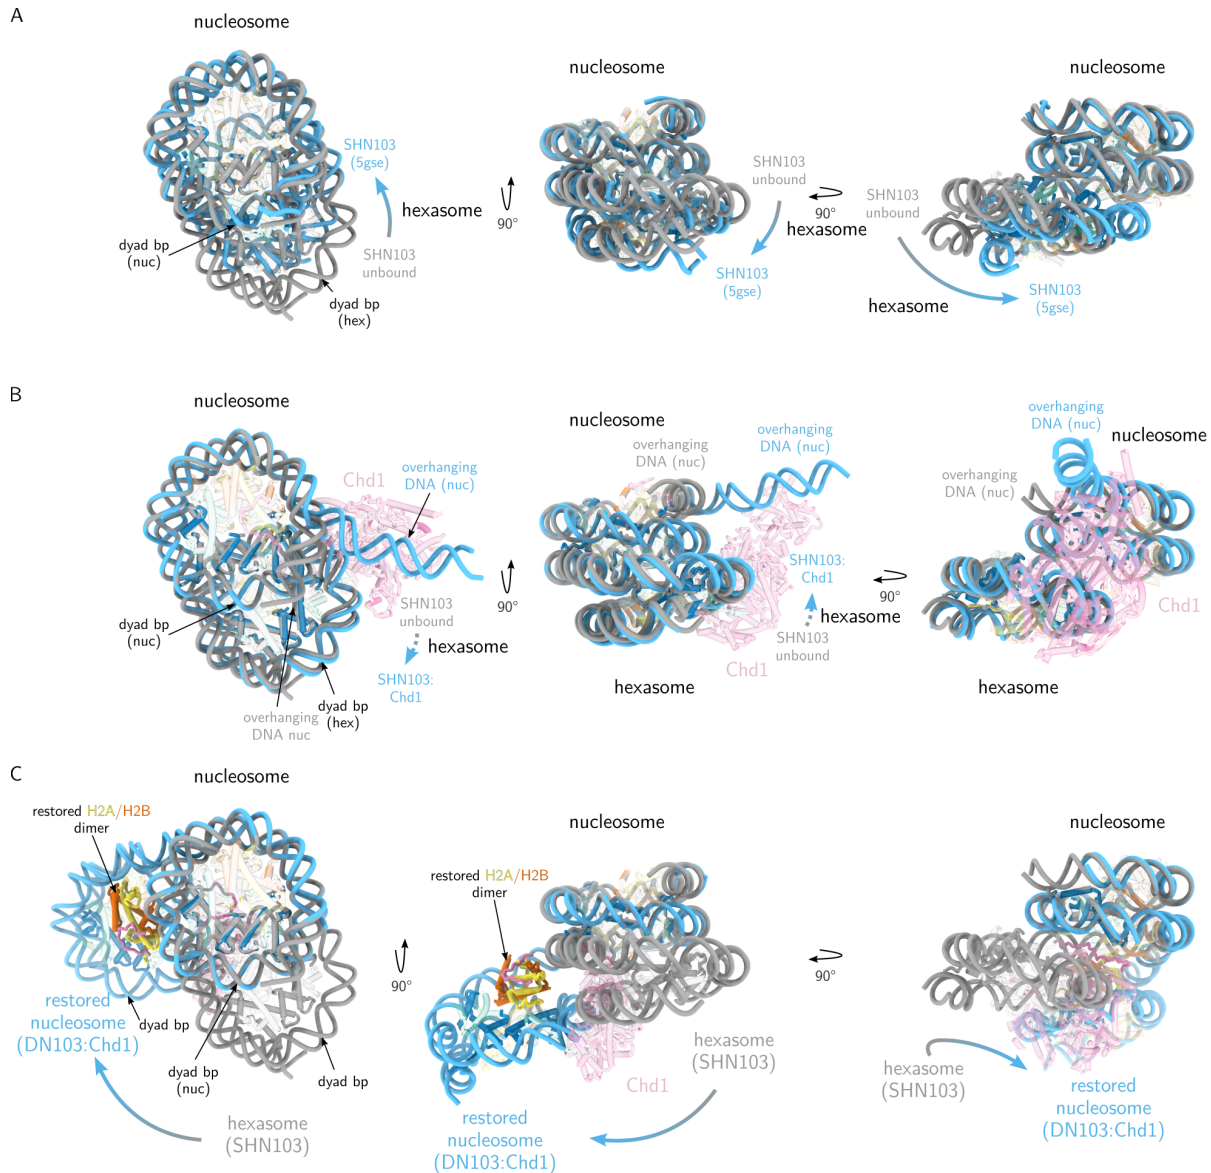 A
nucleosome
SHN103
(5gse)
hexasome
dyad bp
(nuc)
SHN103
unbound
dyad bp
(hex)
90°
nucleosome
SHN103
unbound
hexasome
SHN103
(5gse)
90°
nucleosome
SHN103
unbound
hexasome
SHN103
(5gse)
B
nucleosome
Chd1
overhanging
DNA (nuc)
dyad bp
(nuc)
SHN103
unbound
hexasome
SHN103:
Chd1
overhanging
DNA nuc
dyad bp
(hex)
90°
nucleosome
overhanging
DNA (nuc)
overhanging
DNA (nuc)
SHN103:
Chd1
hexasome
SHN103
unbound
Chd1
hexasome
90°
overhanging
DNA (nuc)
nucleosome
overhanging
DNA (nuc)
Chd1
hexasome
C
nucleosome
restored H2A/H2B
dimer
restored
nucleosome
(DN103:Chd1)
dyad bp
dyad bp
(nuc)
dyad bp
hexasome
(SHN103)
90°
nucleosome
restored H2A/H2B
dimer
hexasome
(SHN103)
Chd1
restored
nucleosome
(DN103:Chd1)
90°
nucleosome
hexasome
(SHN103)
restored
nucleosome
(DN103:Chd1)